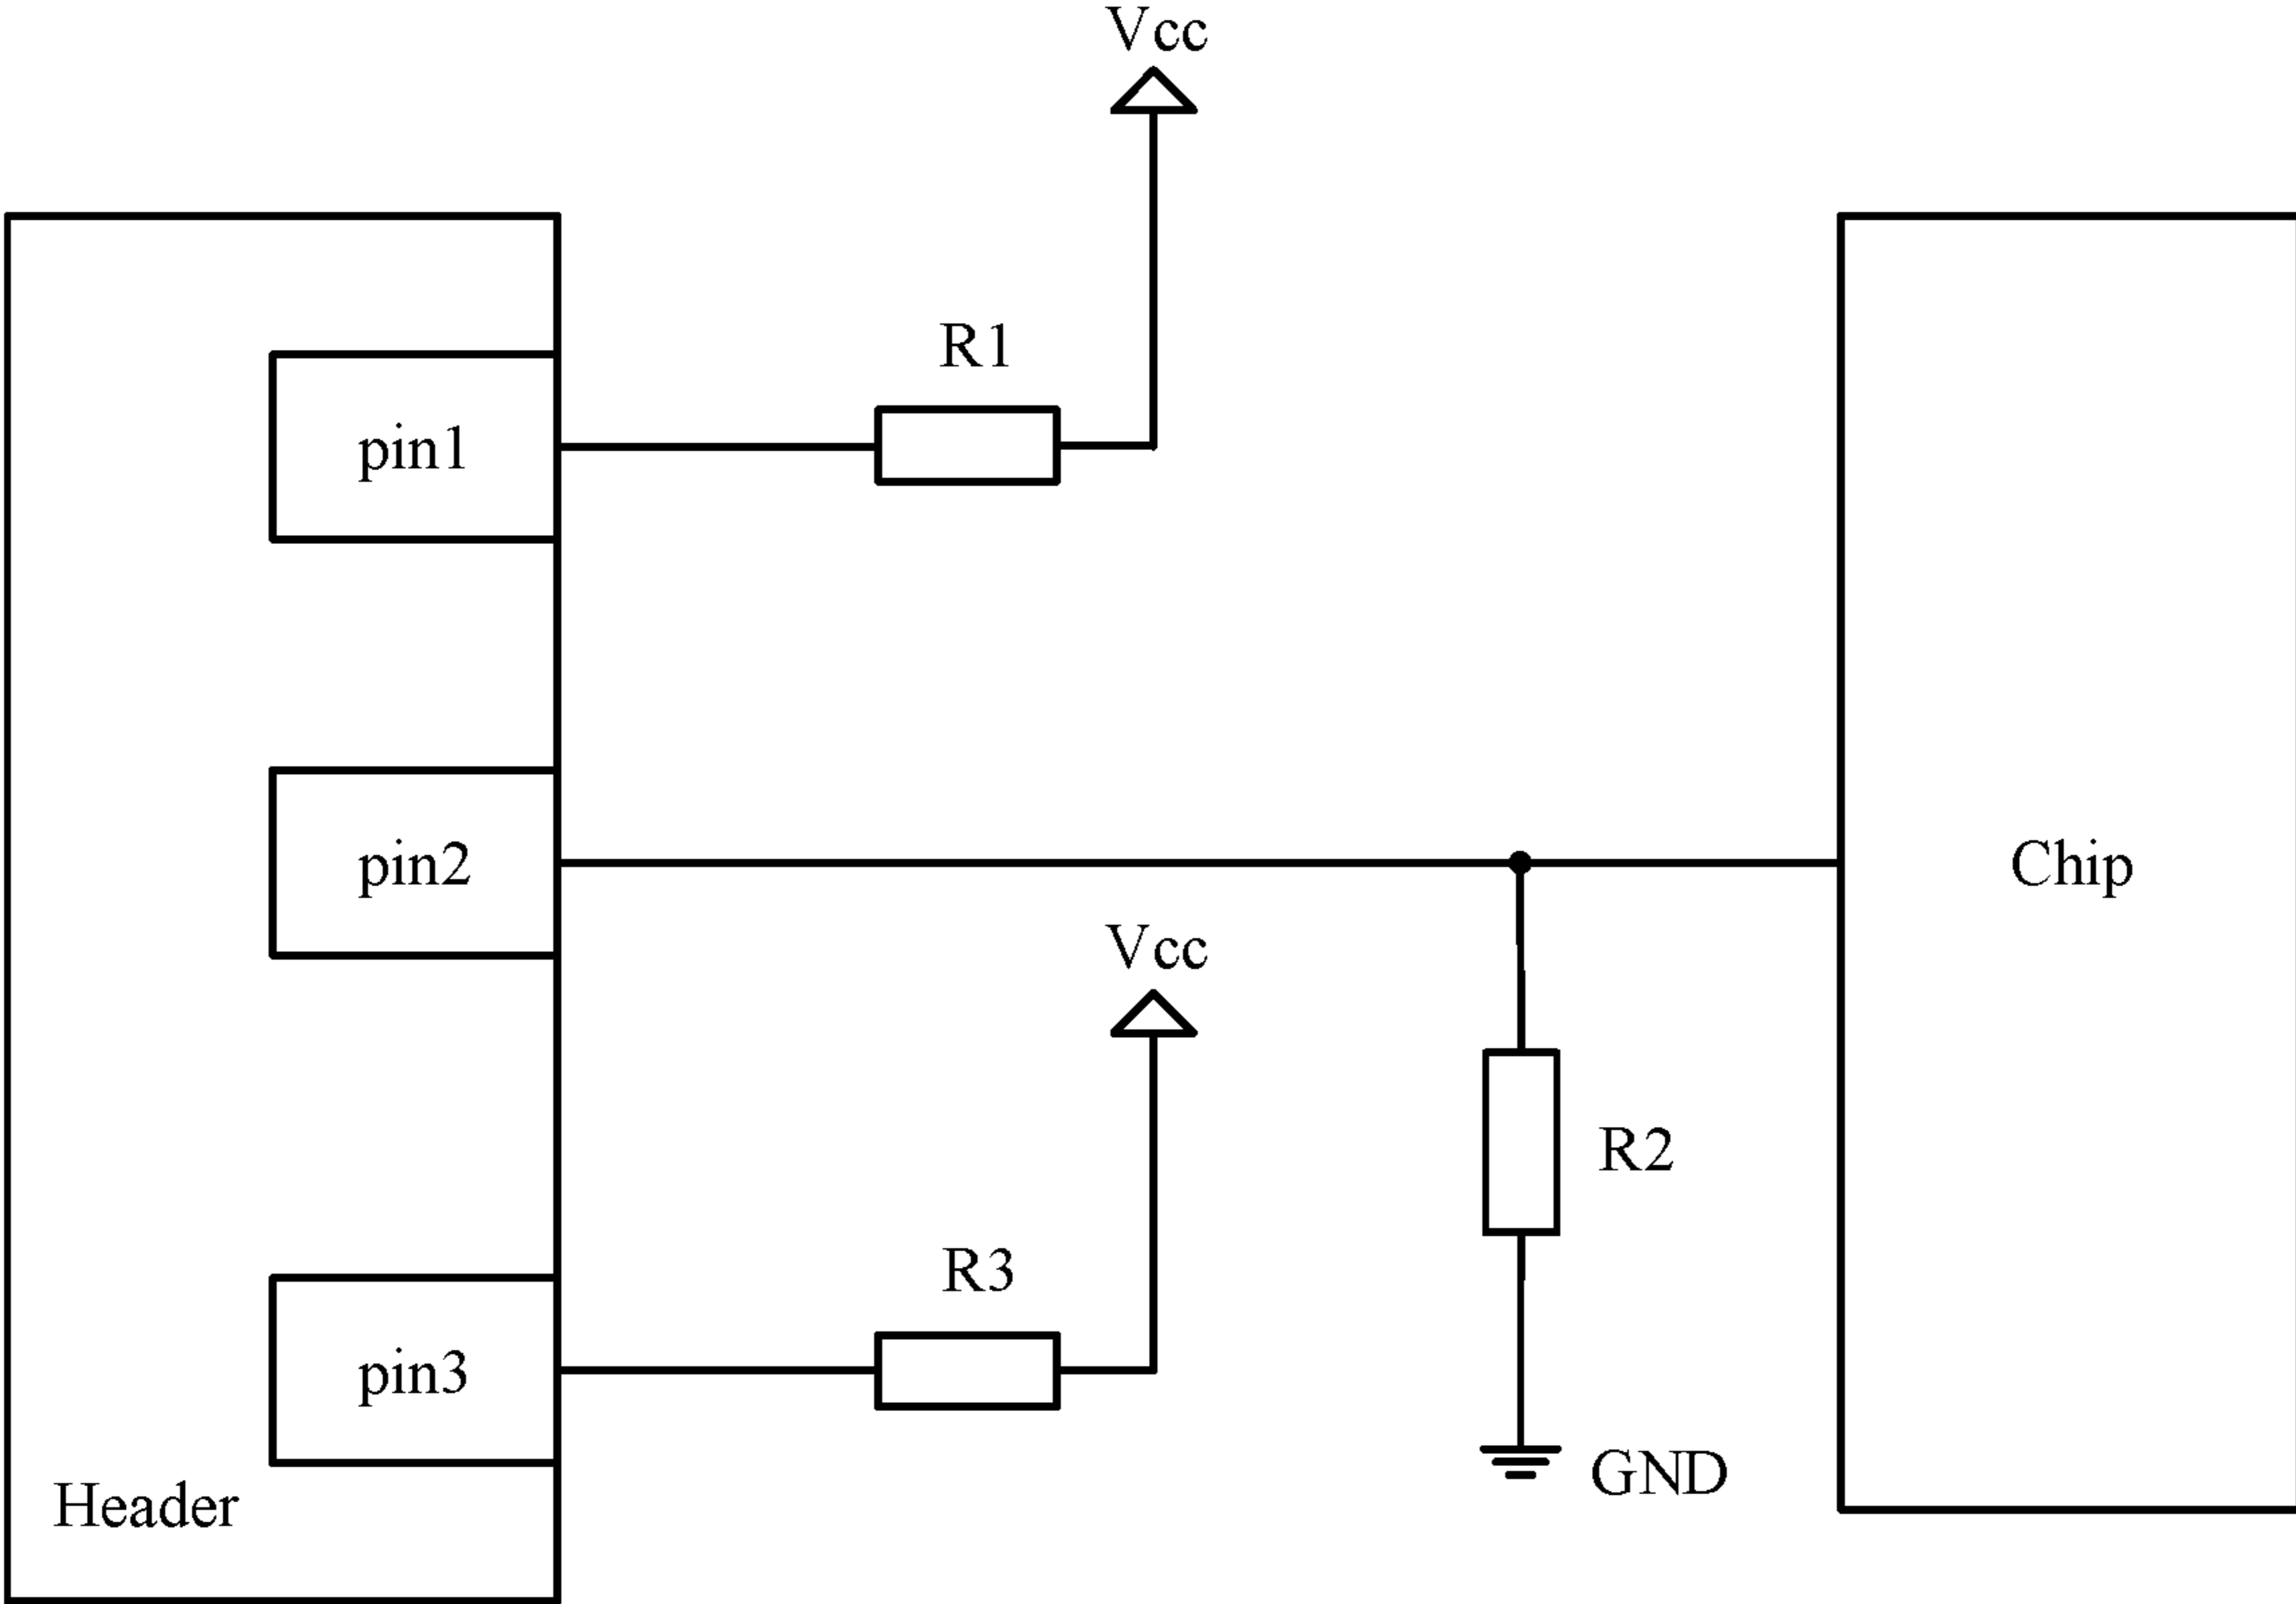 Vcc
R1
pin1
pin2
Chip
Vcc
R2
R3
pin3
GND
Header